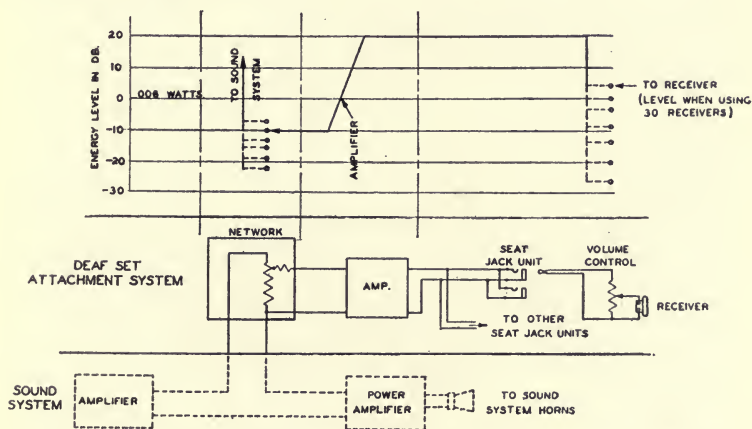 ENERGY LEVEL IN DB.
20
10
.006 WATTS
0
-10
-20
-30
TO SOUND
SYSTEM
AMPLIFIER
TO RECEIVER
(LEVEL WHEN USING
30 RECEIVERS)
DEAF SET
ATTACHMENT SYSTEM
NETWORK
AMP.
SEAT
JACK UNIT
VOLUME
CONTROL
RECEIVER
TO OTHER
SEAT JACK UNITS
SOUND
SYSTEM
AMPLIFIER
POWER
AMPLIFIER
TO SOUND
SYSTEM HORNS